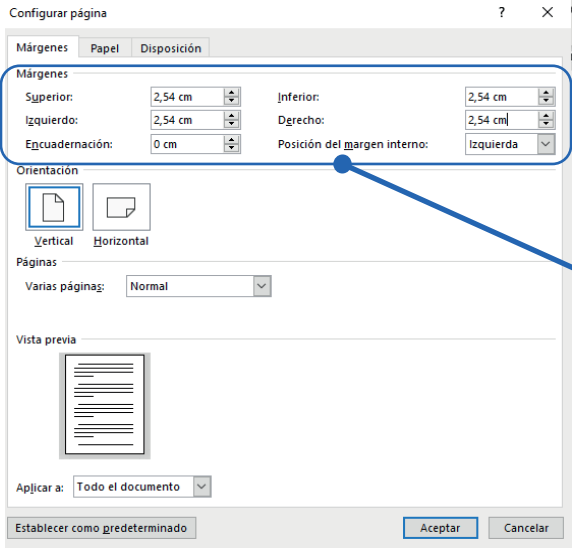 Configurar página ? ×
Márgenes Papel Disposición
Márgenes
Superior: 2,54 cm Inferior: 2,54 cm
Izquierdo: 2,54 cm Derecho: 2,54 cm
Encuadernación: 0 cm Posición del margen interno: Izquierda
Orientación
Vertical Horizontal
Páginas
Varias páginas: Normal
Vista previa
Aplicar a: Todo el documento
Establecer como predeterminado Aceptar Cancelar